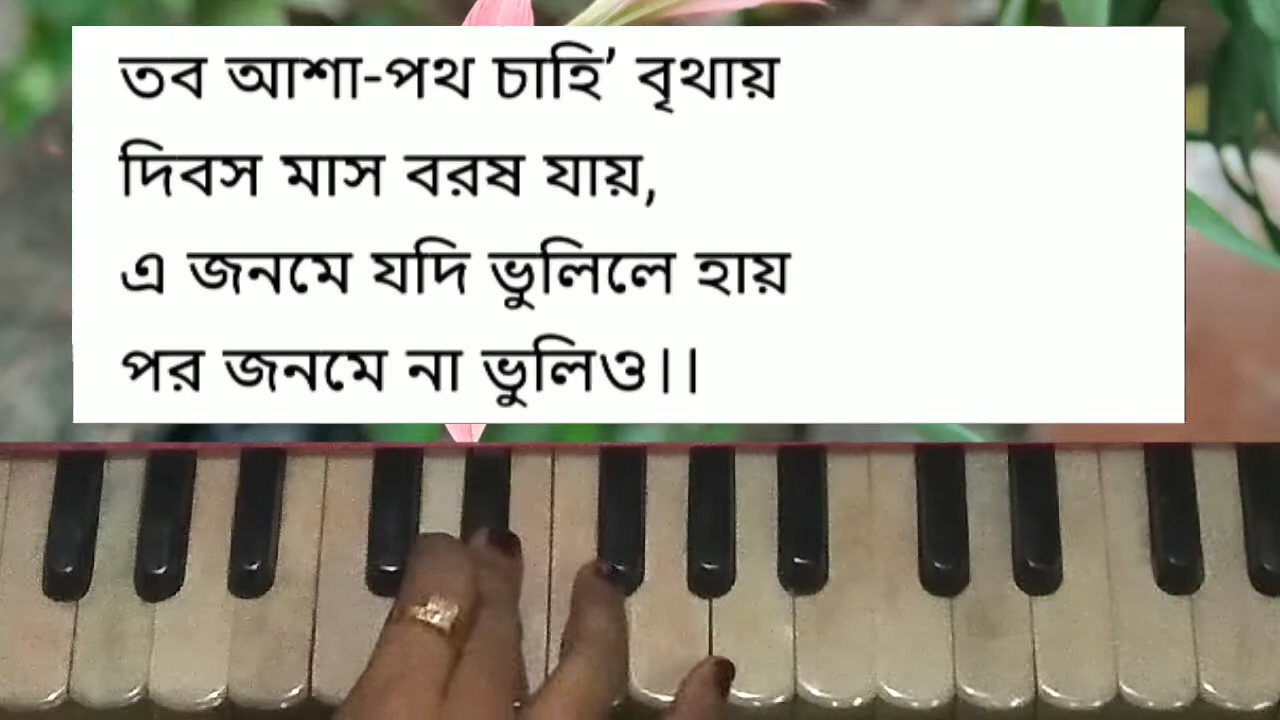 তব আশা-পথ চাহি’ বৃথায়
দিবস মাস বরষ যায়,
এ জনমে যদি ভুলিলে হায়
পর জনমে না ভুলিও।।